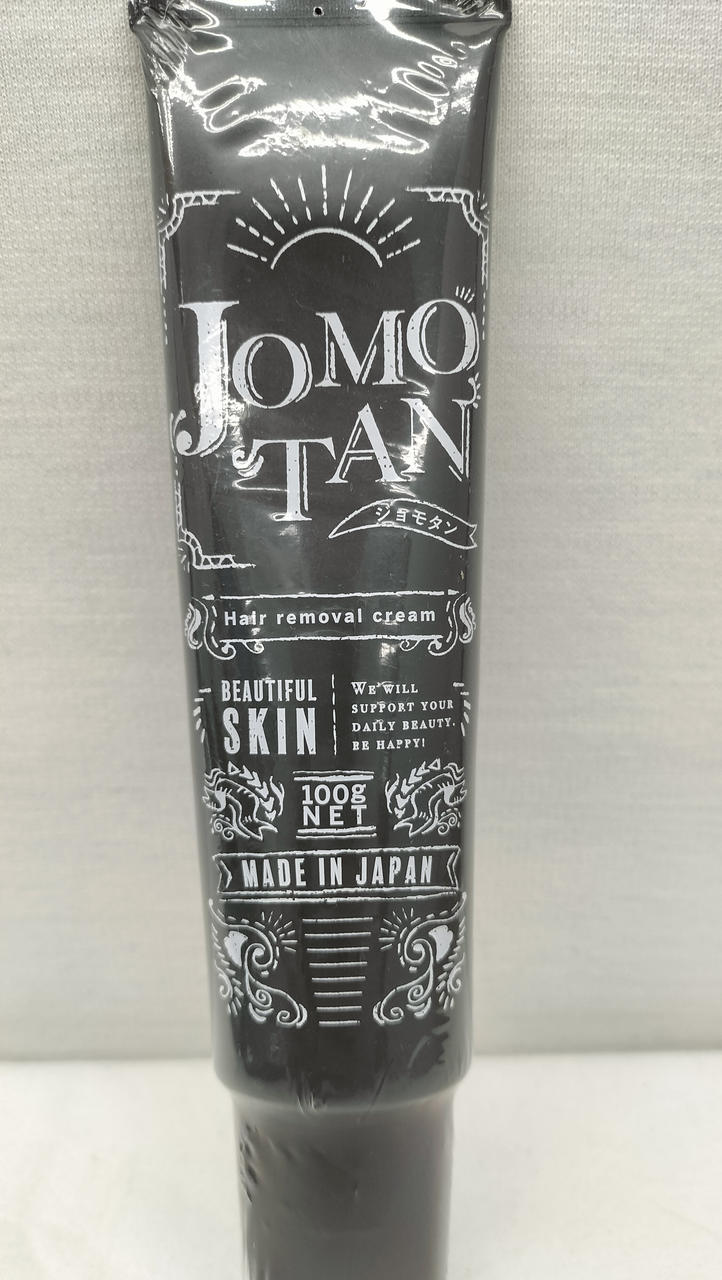 JOMO
TAN
ジョモタン
Hair removal cream
BEAUTIFUL
SKIN
WE WILL
SUPPORT YOUR
DAILY BEAUTY.
BE HAPPY!
100g
NET
MADE IN JAPAN